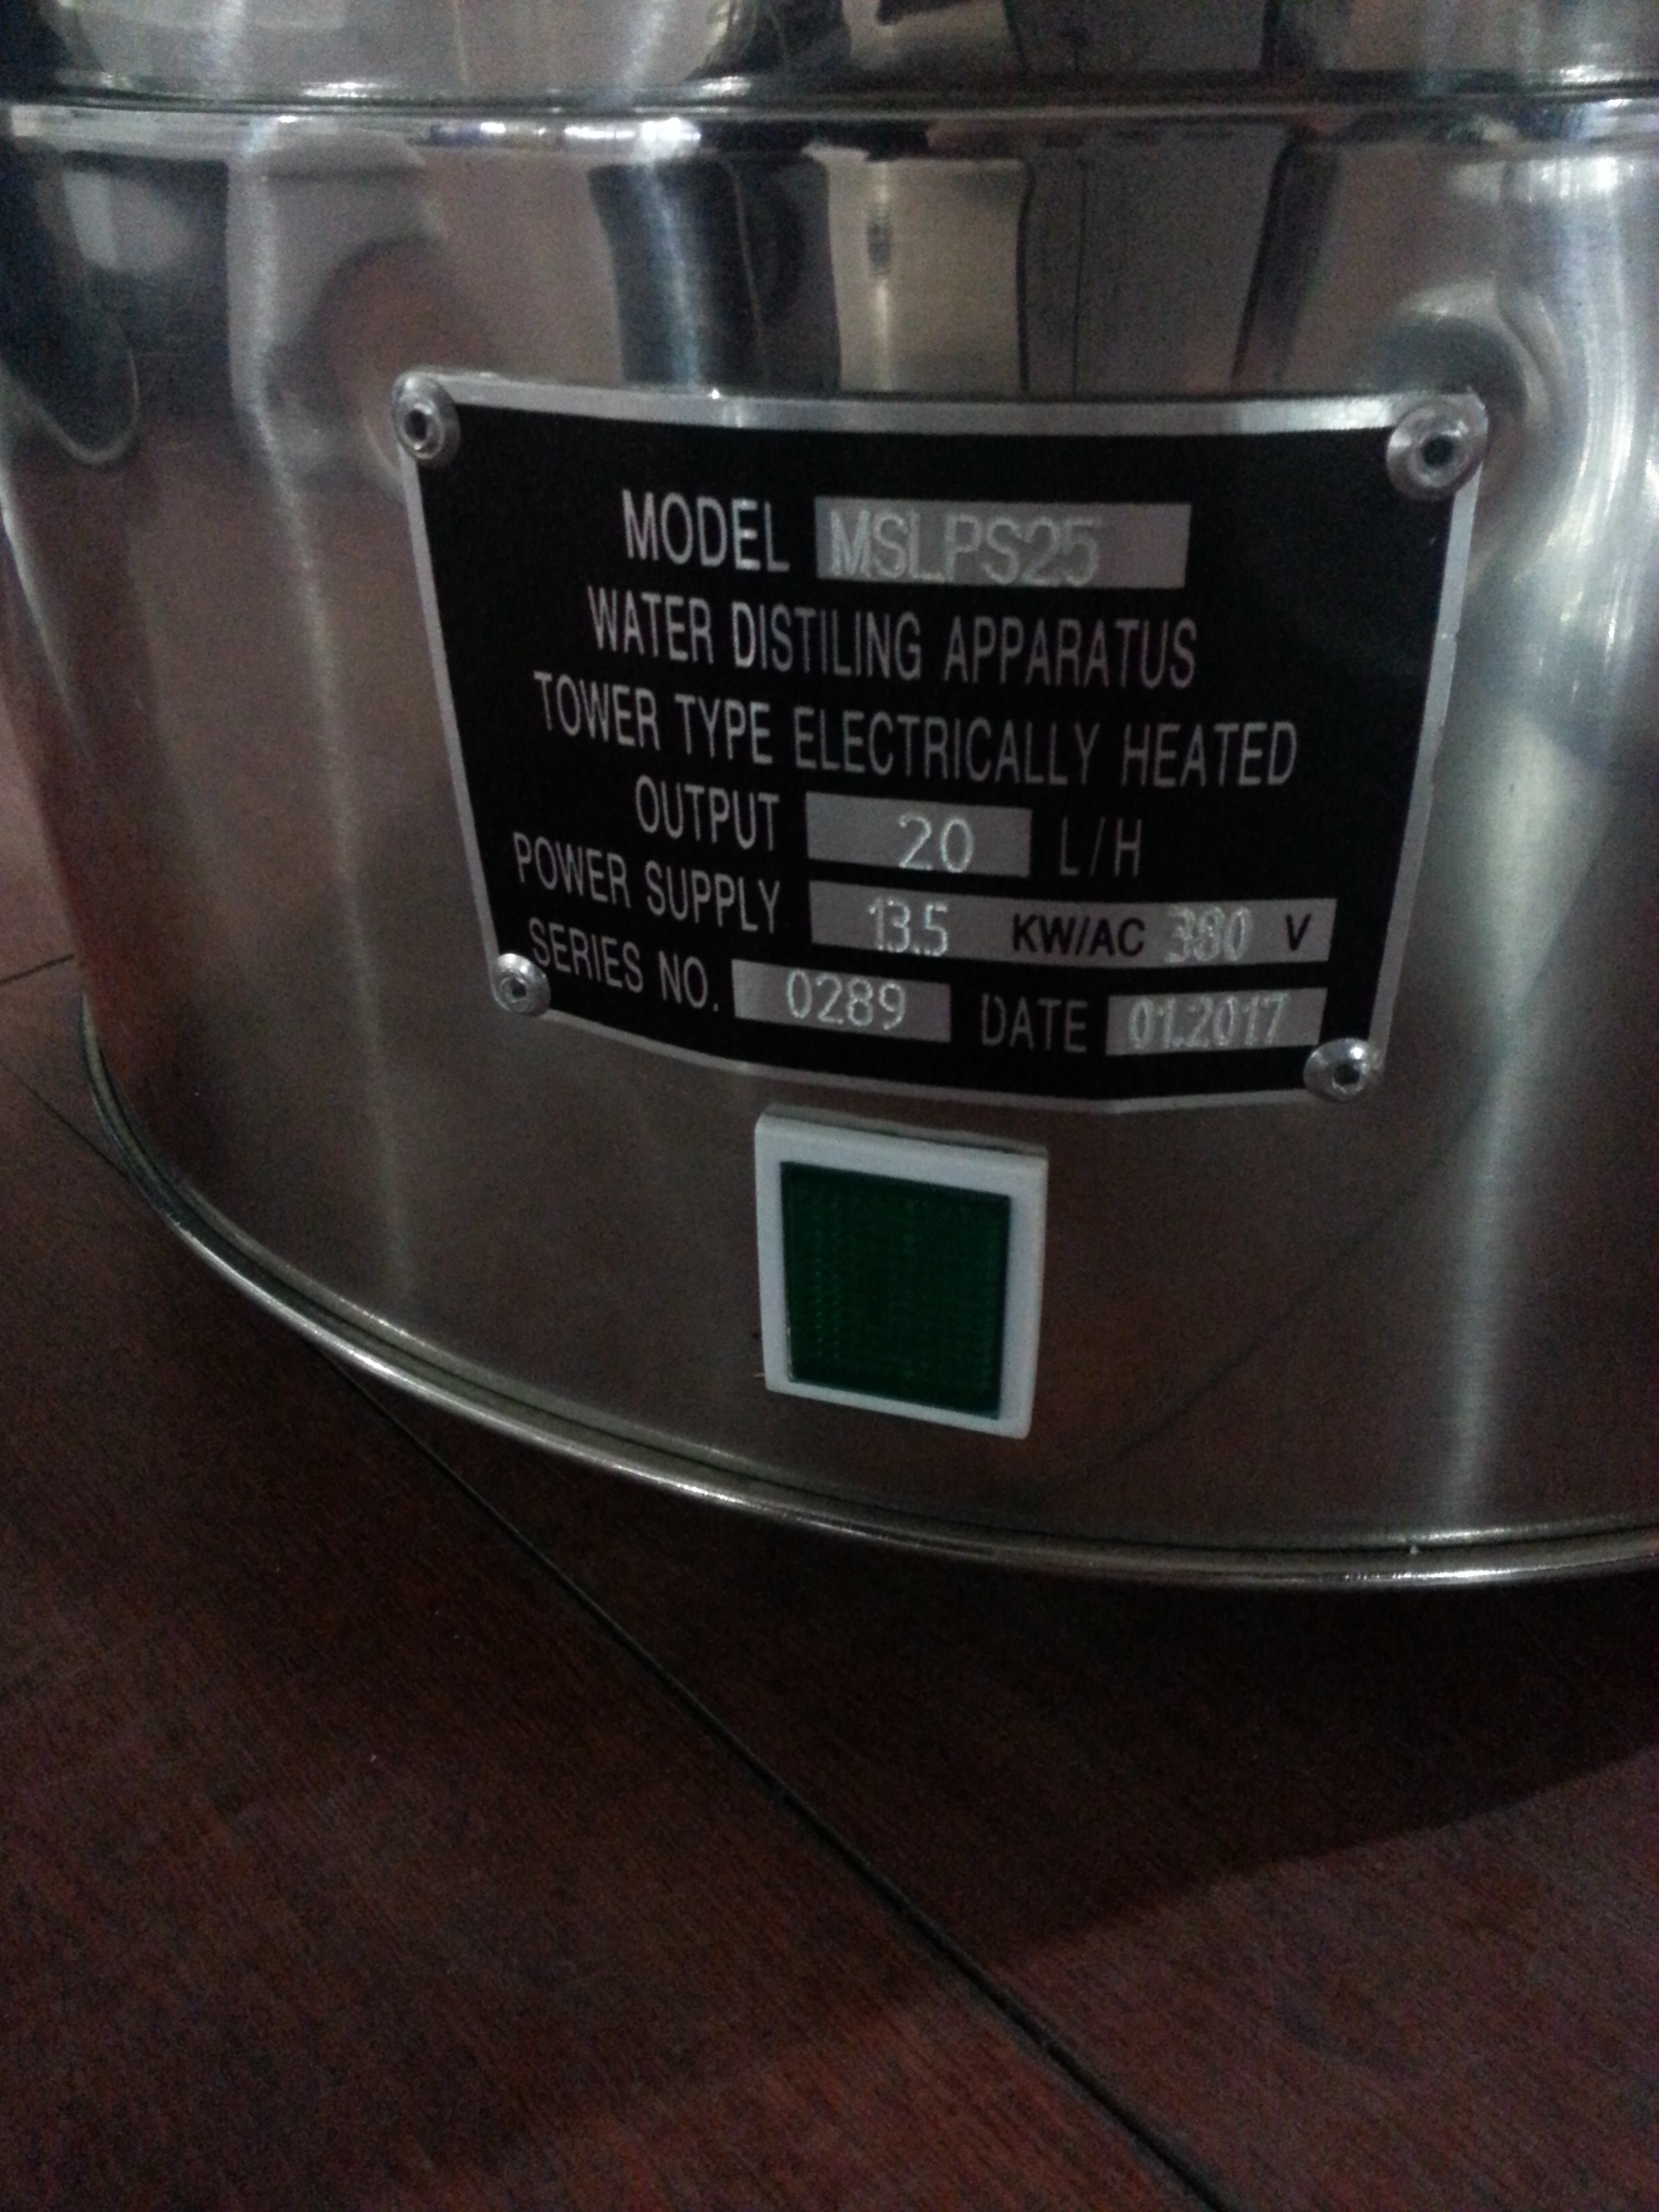 MODEL MSLPS25
WATER DISTILING APPARATUS
TOWER TYPE ELECTRICALLY HEATED
OUTPUT 20 L/H
POWER SUPPLY 13.5 KW/AC 380 V
SERIES NO. 0289 DATE 01.2017